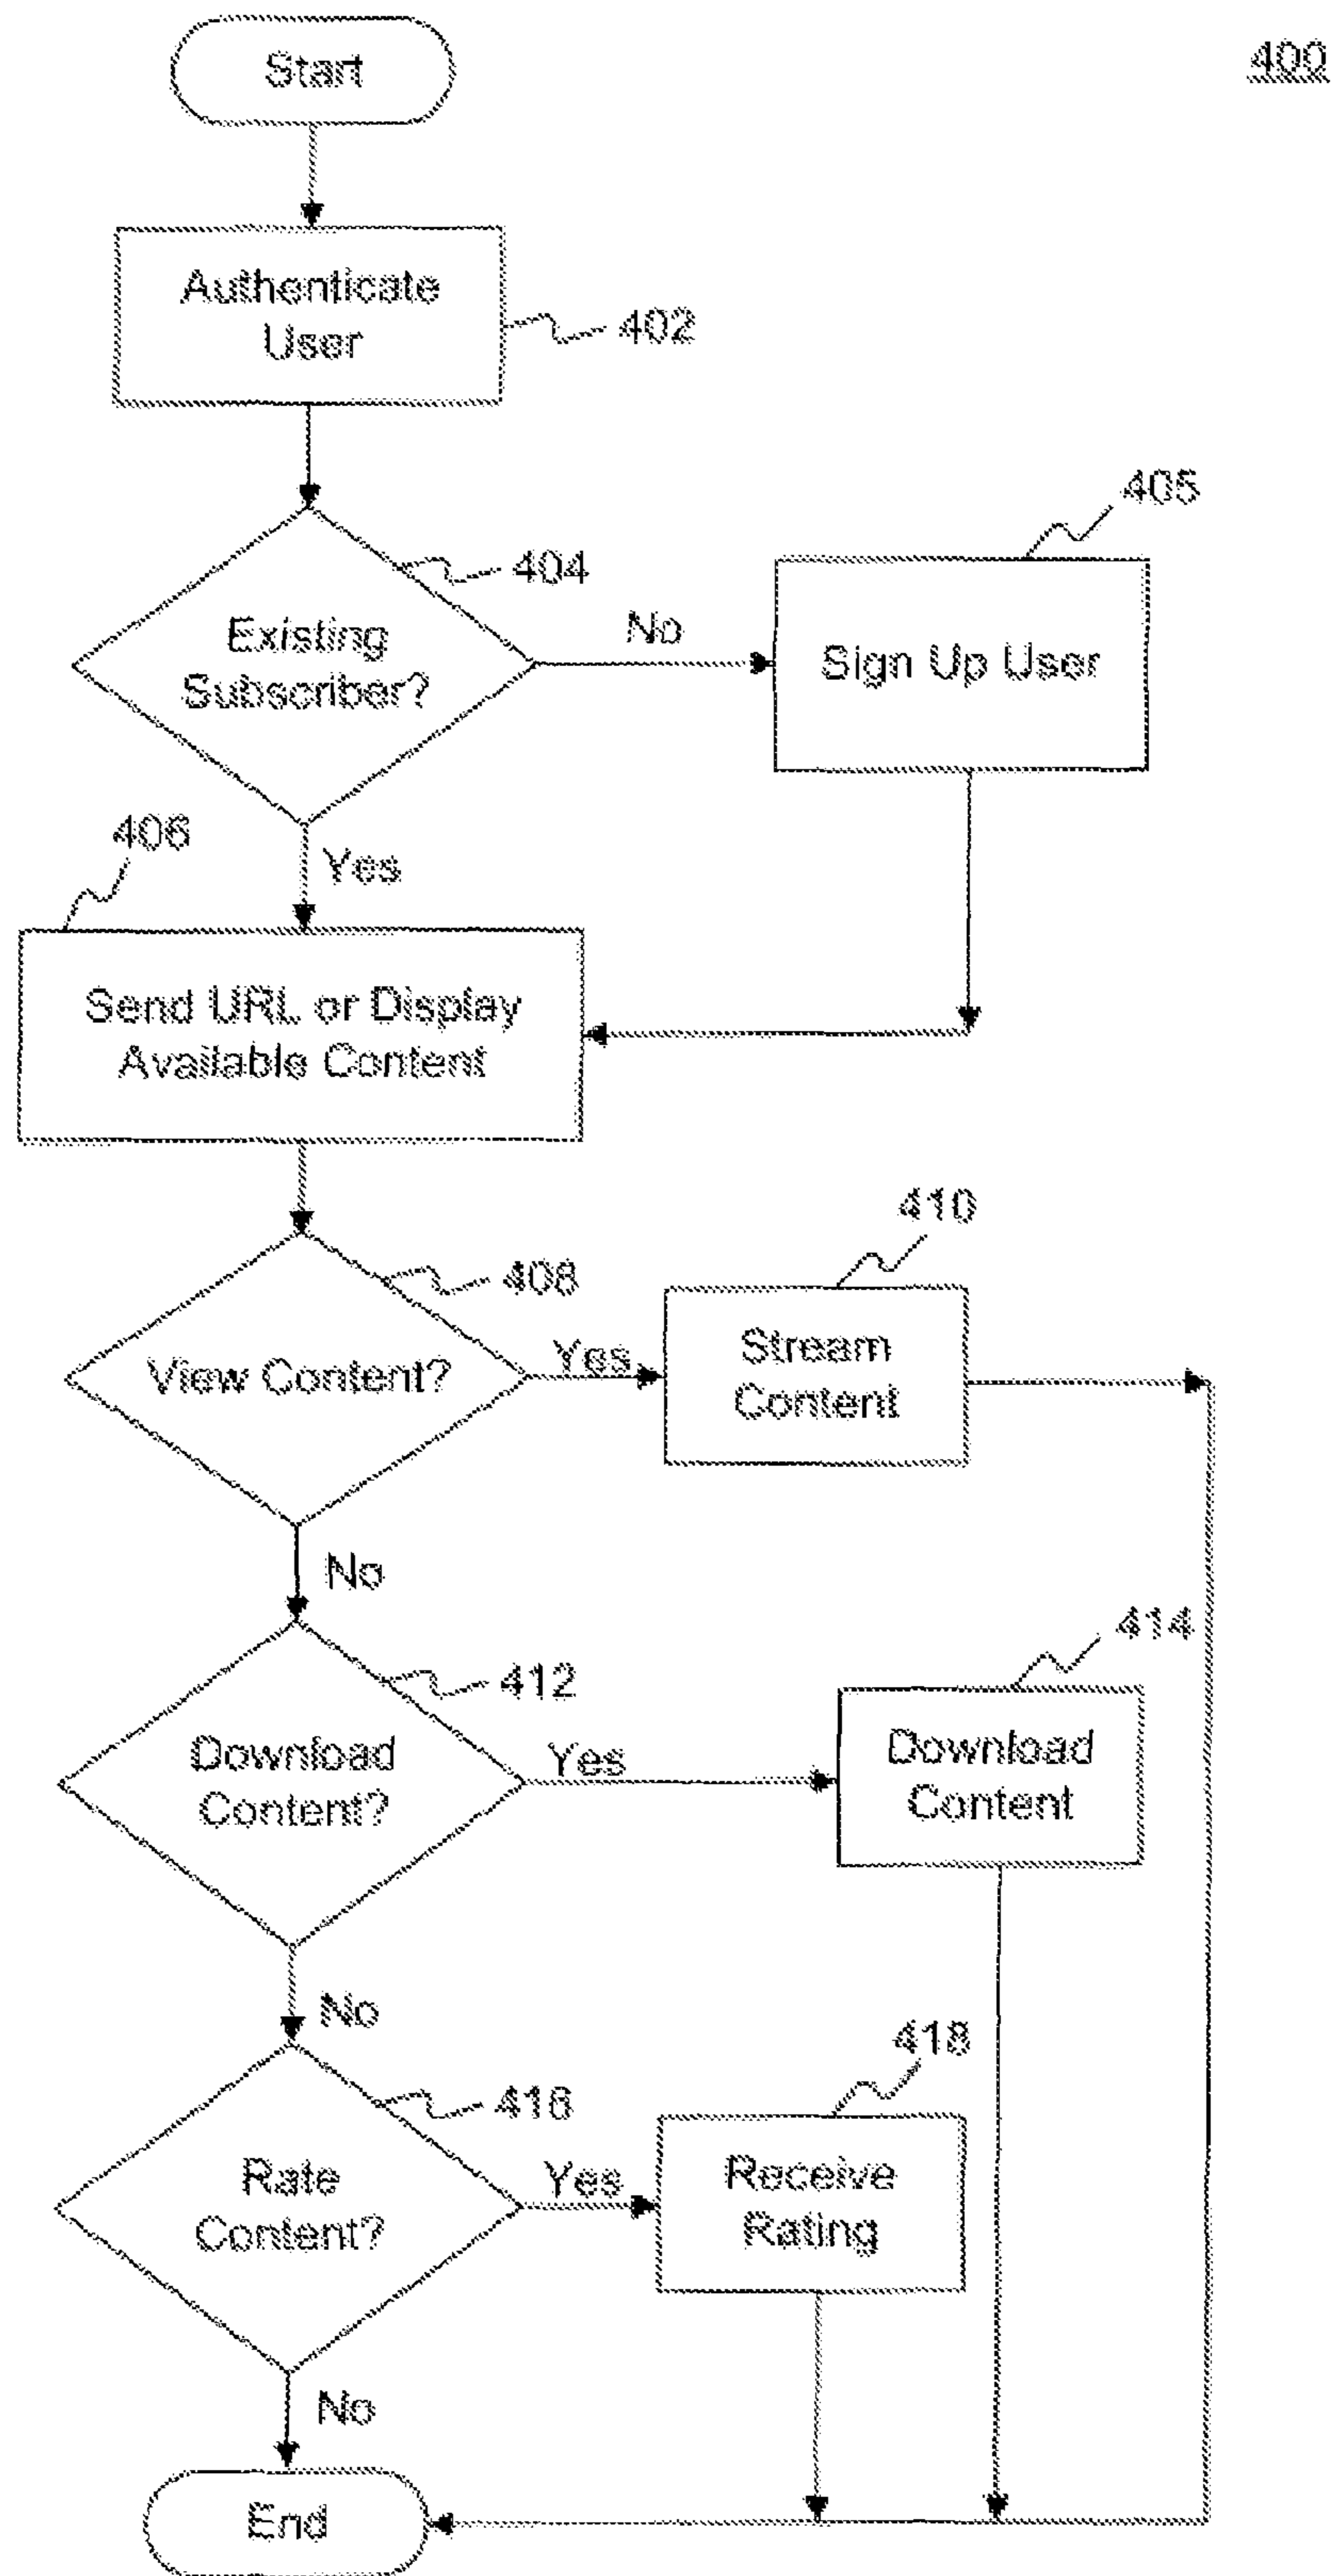 400
Start
Authenticate
User
402
404
Existing
Subscriber?
No
405
Sign Up User
Yes
406
Send URL or Display
Available Content
408
View Content?
Yes
410
Stream
Content
No
412
Download
Content?
Yes
414
Download
Content
No
416
Rate
Content?
Yes
418
Receive
Rating
No
End